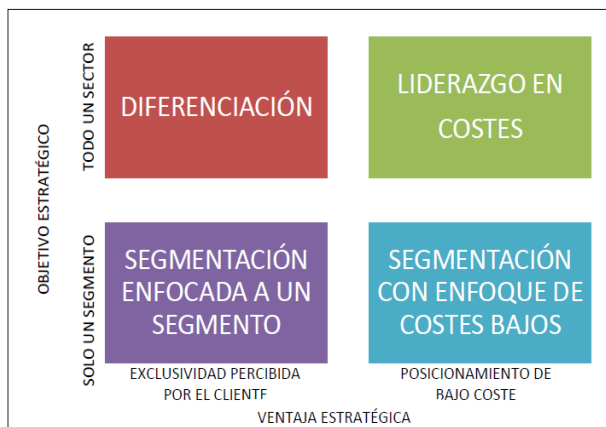 OBJETIVO ESTRATÉGICO
TODO UN SECTOR
DIFERENCIACIÓN
LIDERAZGO EN
COSTES
SOLO UN SEGMENTO
SEGMENTACIÓN
ENFOCADA A UN
SEGMENTO
SEGMENTACIÓN
CON ENFOQUE DE
COSTES BAJOS
EXCLUSIVIDAD PERCIBIDA
POR EL CLIENTE
POSICIONAMIENTO DE
BAJO COSTE
VENTAJA ESTRATÉGICA